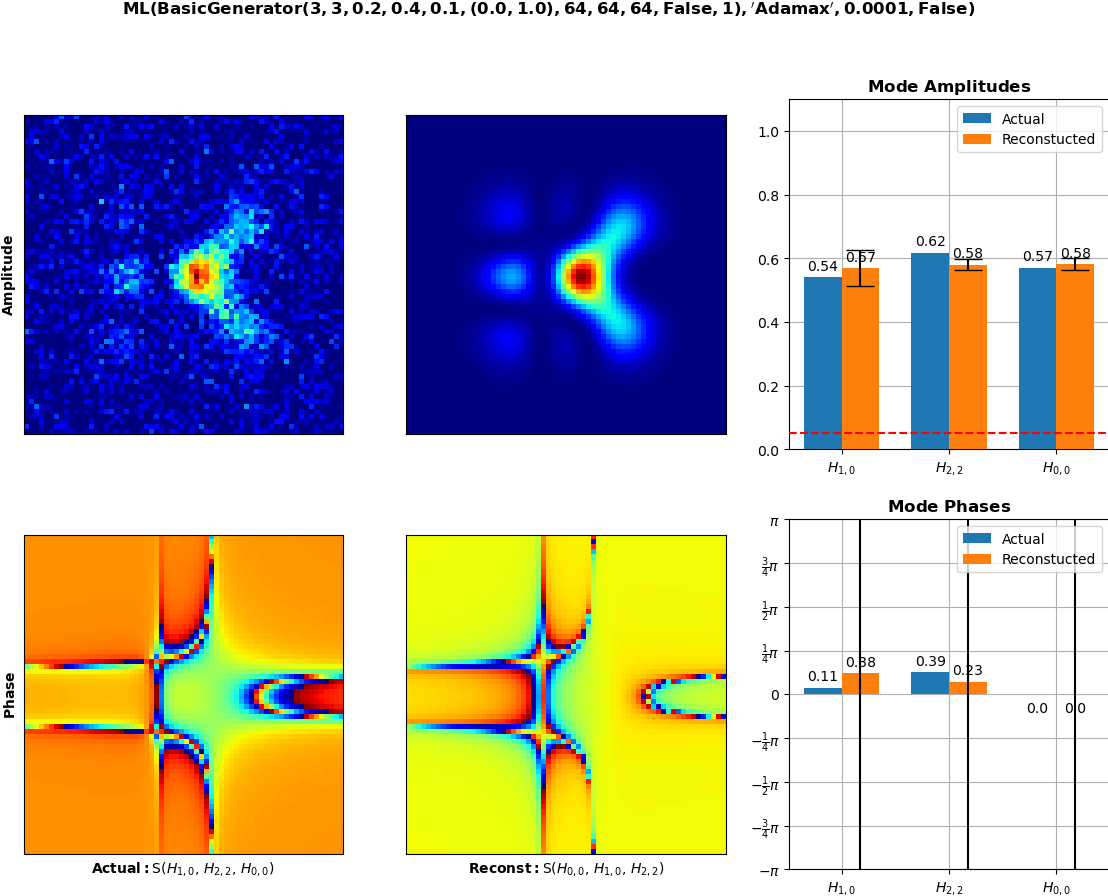 ML(BasicGenerator(3, 3, 0.2, 0.4, 0.1, (0.0, 1.0), 64, 64, 64, False, 1), ′Adamax′, 0.0001, False)
Amplitude
Mode Amplitudes
Actual
Reconstucted
1.0
0.8
0.6
0.4
0.2
0.0
0.54
0.57
0.62
0.58
0.57
0.58
H1, 0
H2, 2
H0, 0
Phase
Actual: S(H1, 0, H2, 2, H0, 0)
Reconst: S(H0, 0, H1, 0, H2, 2)
Mode Phases
Actual
Reconstucted
π
3/4π
1/2π
1/4π
0
−1/4π
−1/2π
−3/4π
−π
0.11
0.38
0.39
0.23
0.0
0.0
H1, 0
H2, 2
H0, 0